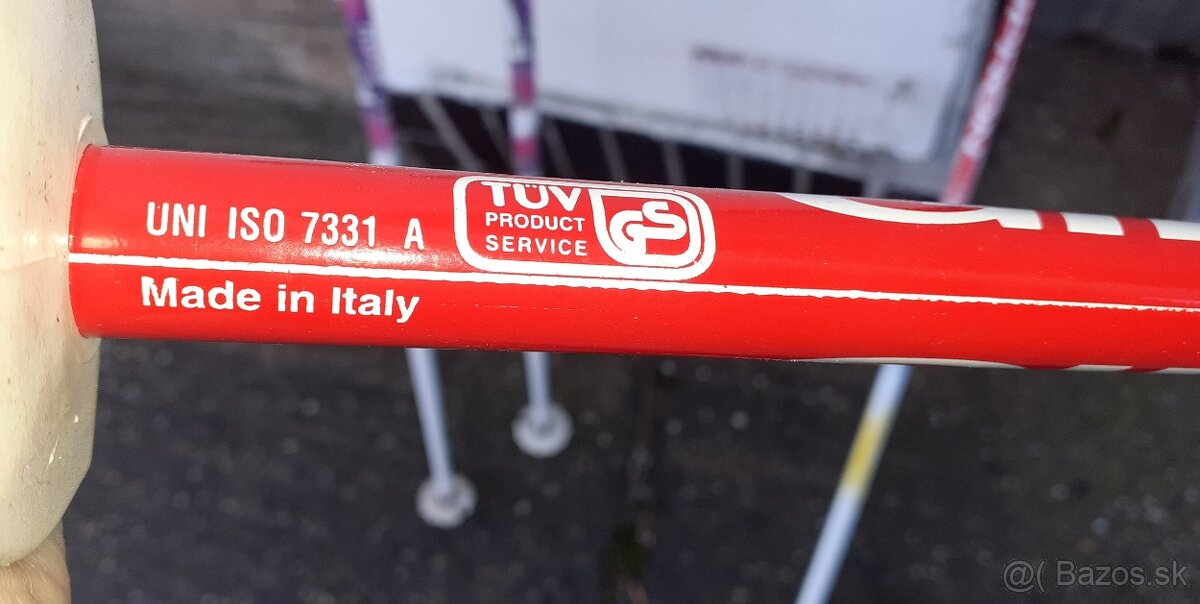 UNI ISO 7331 A
TÜV
PRODUCT
SERVICE
GS
Made in Italy
@( Bazos.sk